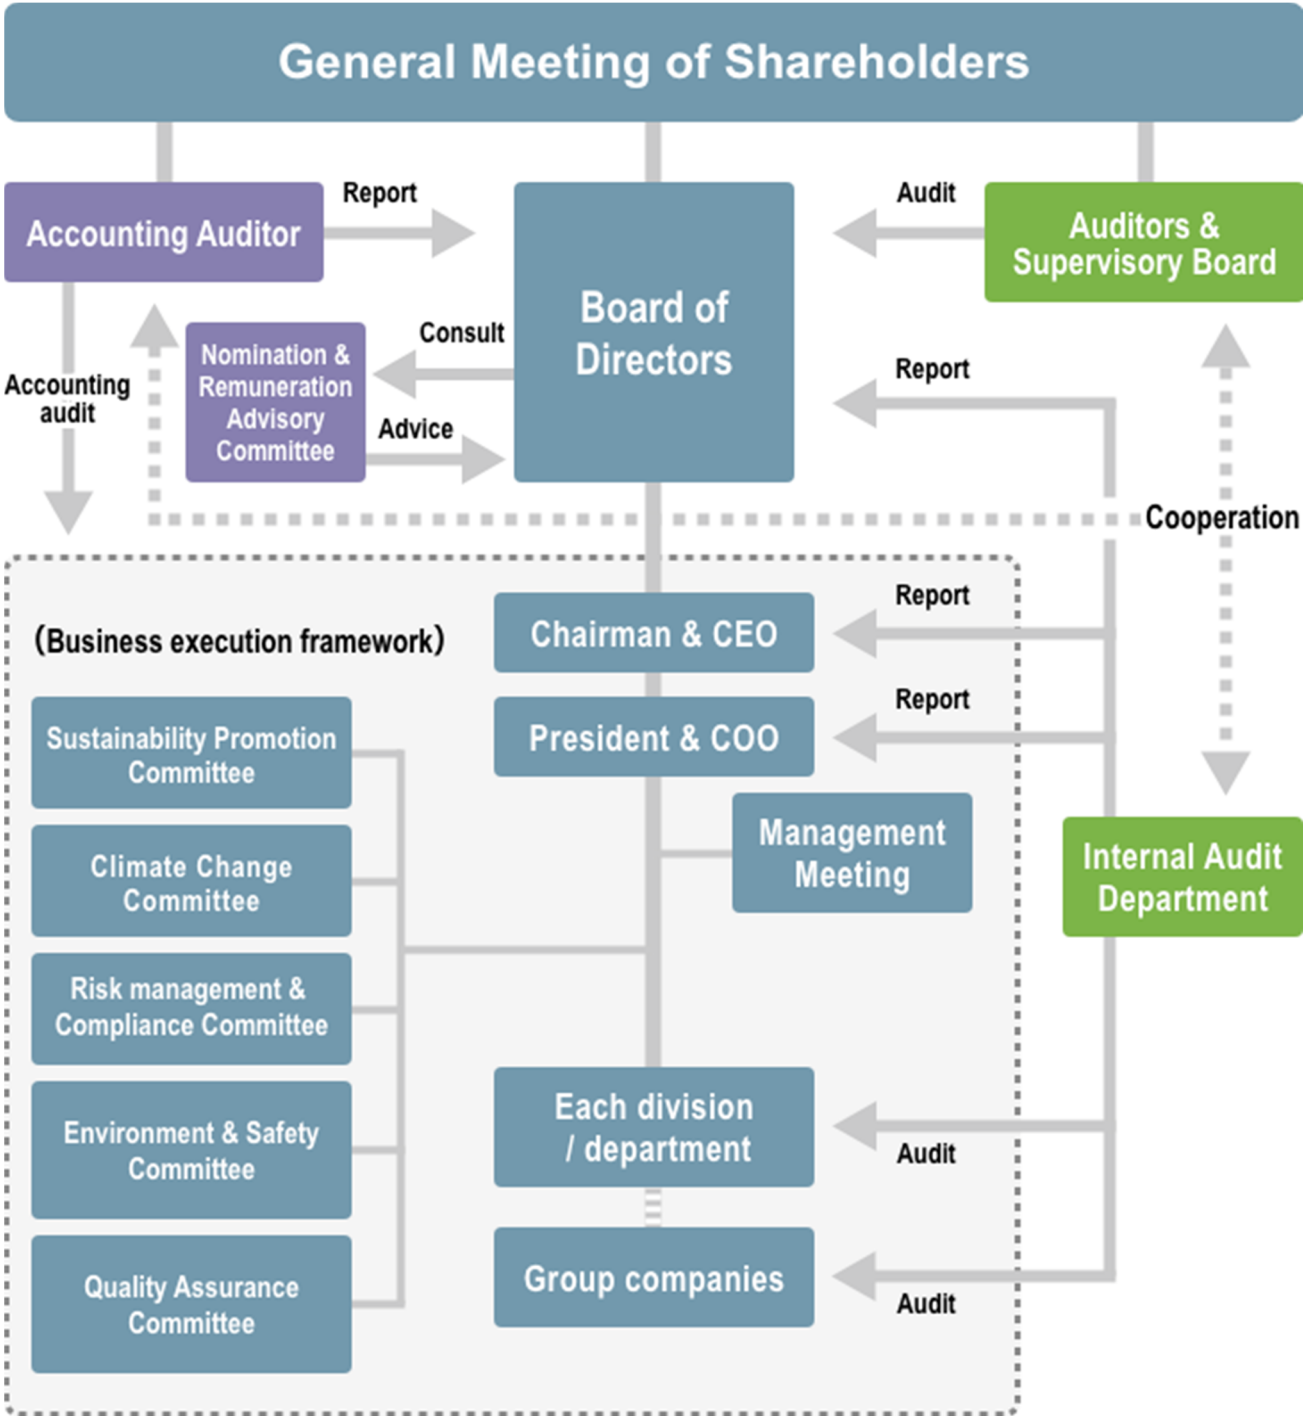 General Meeting of Shareholders
Accounting Auditor
Report
Board of
Directors
Audit
Auditors &
Supervisory Board
Nomination &
Remuneration
Advisory
Committee
Consult
Advice
Report
Accounting
audit
Cooperation
(Business execution framework)
Chairman & CEO
Report
President & COO
Report
Sustainability Promotion
Committee
Climate Change
Committee
Risk management &
Compliance Committee
Environment & Safety
Committee
Quality Assurance
Committee
Management
Meeting
Internal Audit
Department
Each division
/ department
Audit
Group companies
Audit